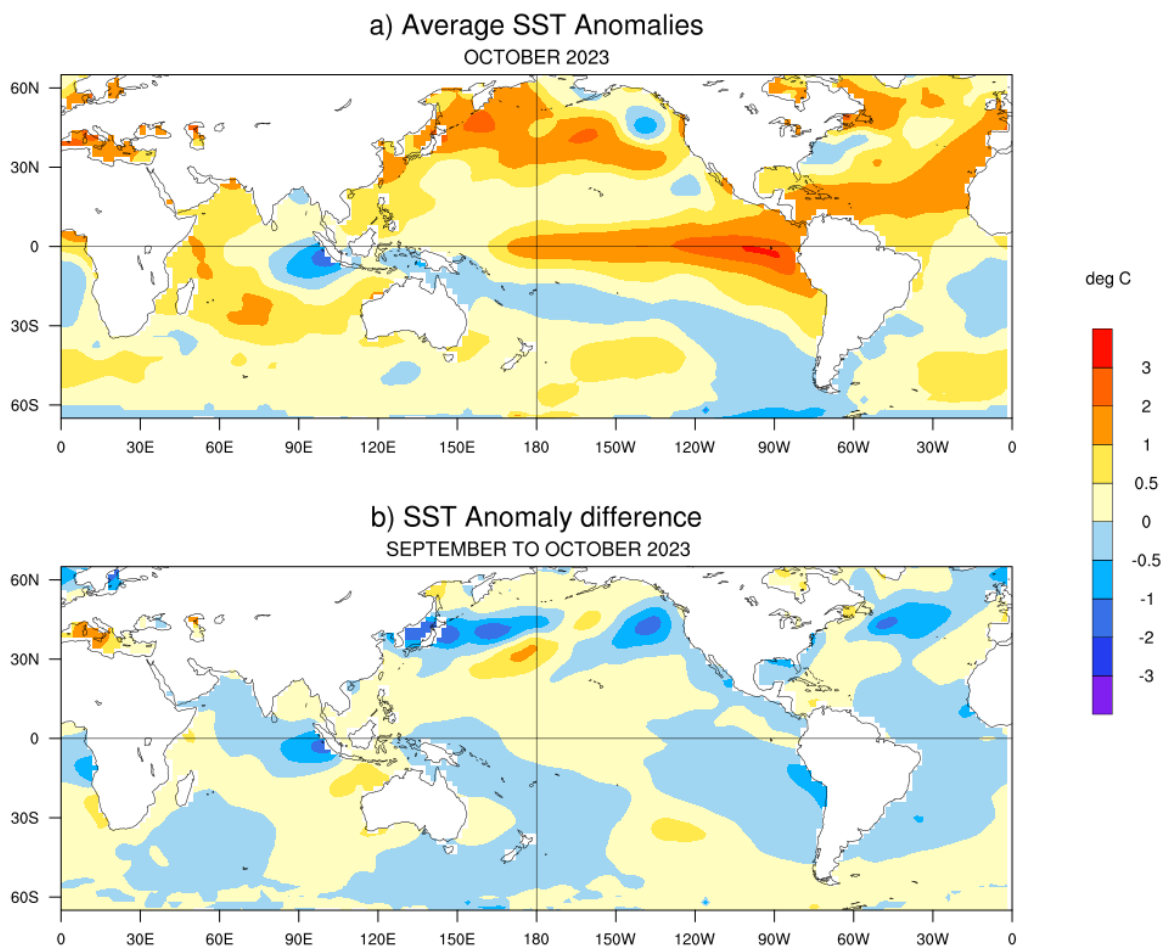 a) Average SST Anomalies
OCTOBER 2023
60N
30N
0
30S
60S
0 30E 60E 90E 120E 150E 180 150W 120W 90W 60W 30W 0
deg C
3
2
1
0.5
0
-0.5
-1
-2
-3
b) SST Anomaly difference
SEPTEMBER TO OCTOBER 2023
60N
30N
0
30S
60S
0 30E 60E 90E 120E 150E 180 150W 120W 90W 60W 30W 0